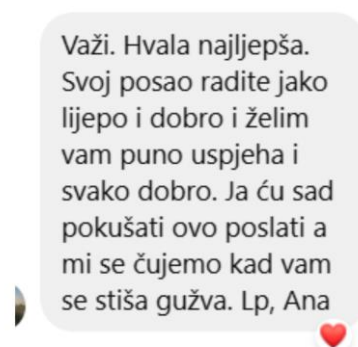 Važi. Hvala najljepša.
Svoj posao radite jako
lijepo i dobro i želim
vam puno uspjeha i
svako dobro. Ja ću sad
pokušati ovo poslati a
mi se čujemo kad vam
se stiša gužva. Lp, Ana